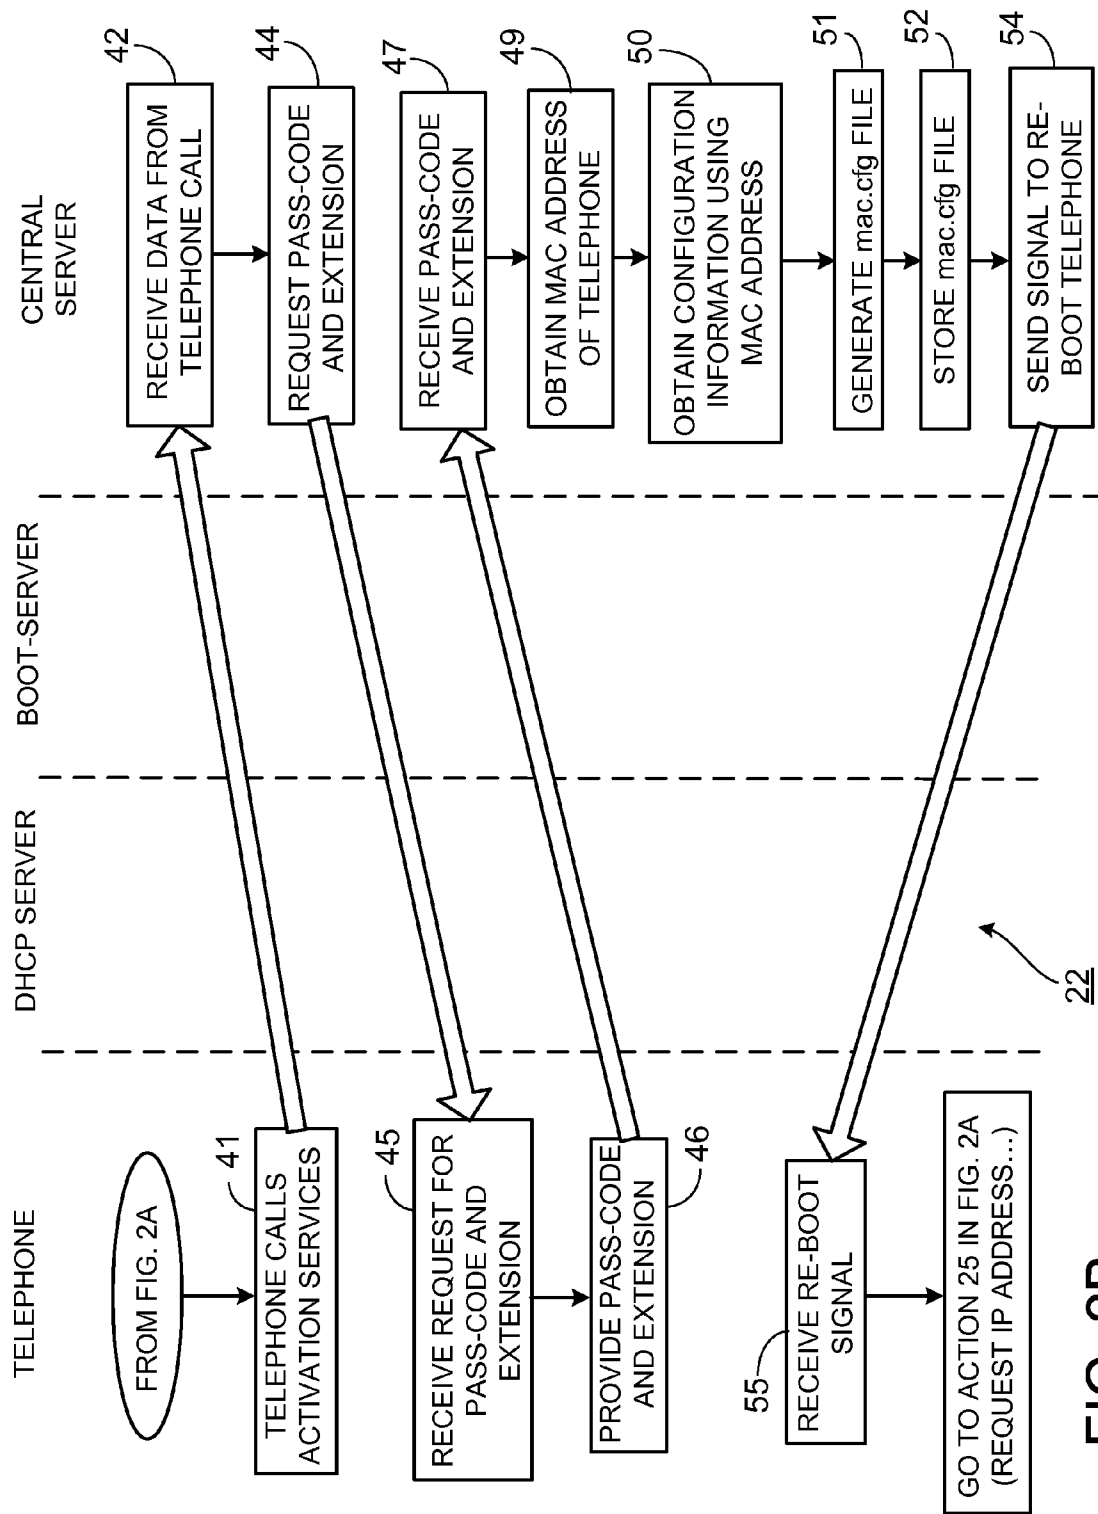 TELEPHONE
DHCP SERVER
BOOT-SERVER
CENTRAL
SERVER
FROM FIG. 2A
41
TELEPHONE CALLS
ACTIVATION SERVICES
42
RECEIVE DATA FROM
TELEPHONE CALL
44
REQUEST PASS-CODE
AND EXTENSION
45
RECEIVE REQUEST FOR
PASS-CODE AND
EXTENSION
46
PROVIDE PASS-CODE
AND EXTENSION
47
RECEIVE PASS-CODE
AND EXTENSION
49
OBTAIN MAC ADDRESS
OF TELEPHONE
50
OBTAIN CONFIGURATION
INFORMATION USING
MAC ADDRESS
51
GENERATE mac.cfg FILE
52
STORE mac.cfg FILE
54
SEND SIGNAL TO RE-
BOOT TELEPHONE
55
RECEIVE RE-BOOT
SIGNAL
GO TO ACTION 25 IN FIG. 2A
(REQUEST IP ADDRESS...)
22
FIG.